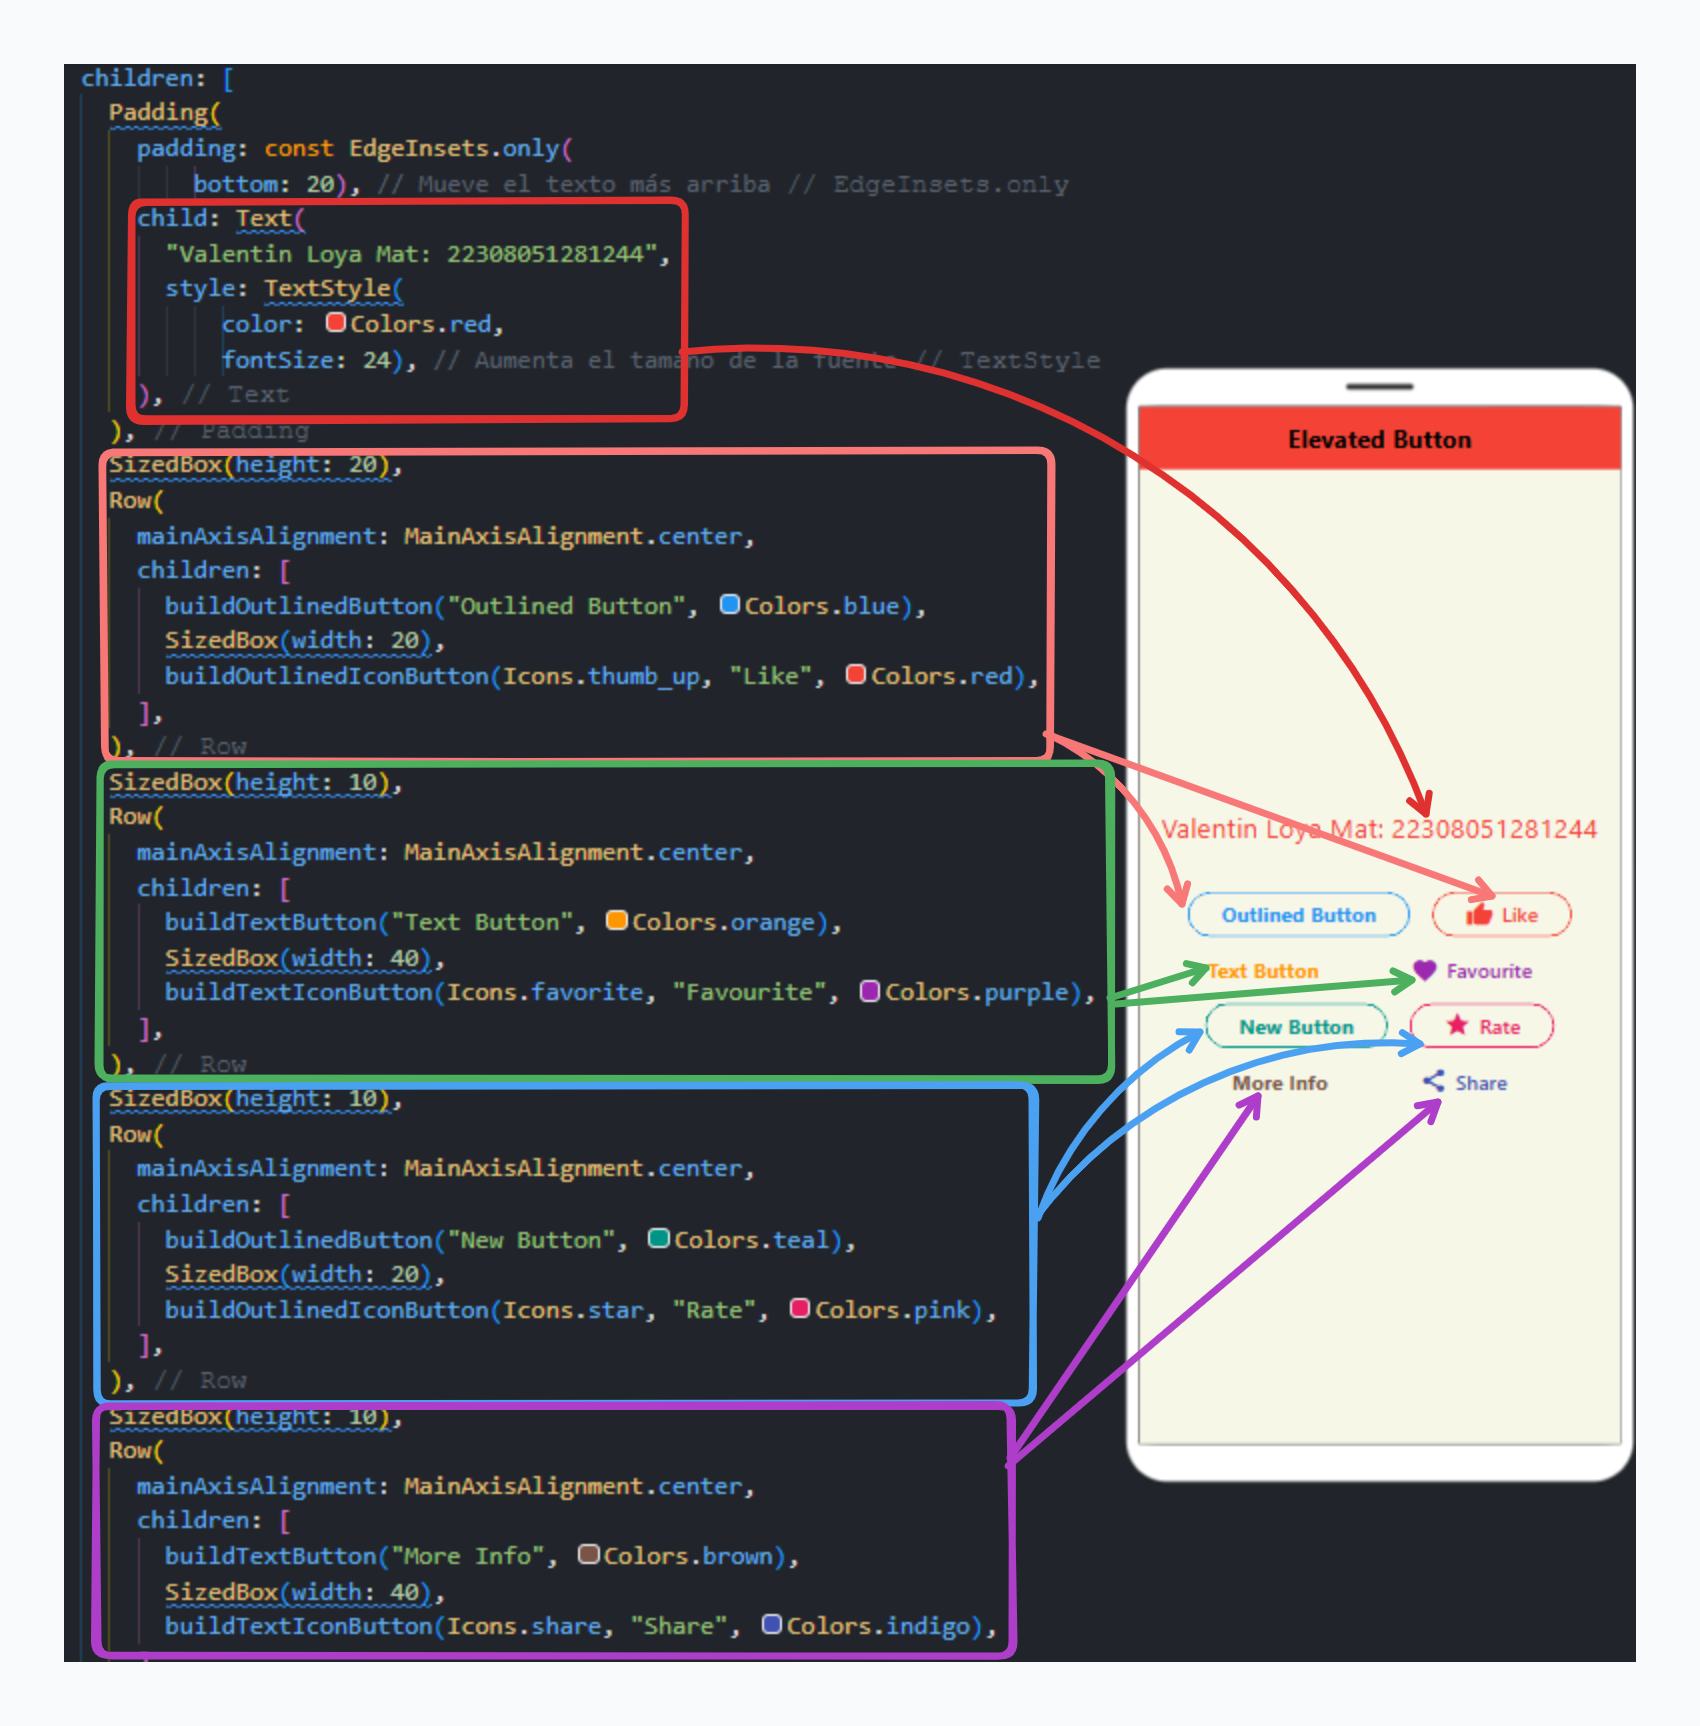 children: [
Padding(
padding: const EdgeInsets.only(
bottom: 20), // Mueve el texto más arriba // EdgeInsets.only
child: Text(
"Valentin Loya Mat: 22308051281244",
style: TextStyle(
color: Colors.red,
fontSize: 24), // Aumenta el tamaño de la fuente // TextStyle
), // Text
), // Padding
SizedBox(height: 20),
Row(
mainAxisAlignment: MainAxisAlignment.center,
children: [
buildOutlinedButton("Outlined Button", Colors.blue),
SizedBox(width: 20),
buildOutlinedIconButton(Icons.thumb_up, "Like", Colors.red),
],
), // Row
SizedBox(height: 10),
Row(
mainAxisAlignment: MainAxisAlignment.center,
children: [
buildTextButton("Text Button", Colors.orange),
SizedBox(width: 40),
buildTextIconButton(Icons.favorite, "Favourite", Colors.purple),
],
), // Row
SizedBox(height: 10),
Row(
mainAxisAlignment: MainAxisAlignment.center,
children: [
buildOutlinedButton("New Button", Colors.teal),
SizedBox(width: 20),
buildOutlinedIconButton(Icons.star, "Rate", Colors.pink),
],
), // Row
SizedBox(height: 10),
Row(
mainAxisAlignment: MainAxisAlignment.center,
children: [
buildTextButton("More Info", Colors.brown),
SizedBox(width: 40),
buildTextIconButton(Icons.share, "Share", Colors.indigo),
Elevated Button
Valentin Loya Mat: 22308051281244
Outlined Button Like
Text Button Favourite
New Button Rate
More Info Share